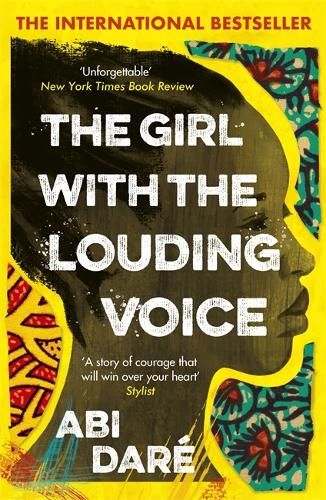 THE INTERNATIONAL BESTSELLER
‘Unforgettable’
New York Times Book Review
THE GIRL
WITH THE
LOUDING
VOICE
‘A story of courage that
will win over your heart’
Stylist
ABI
DARÉ